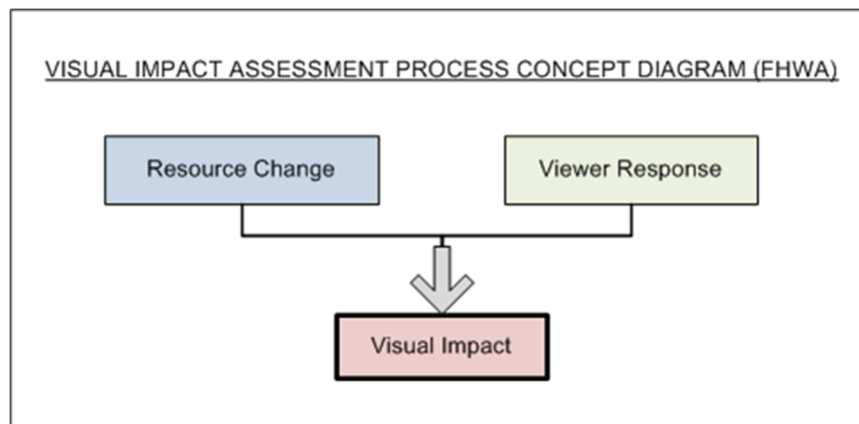 VISUAL IMPACT ASSESSMENT PROCESS CONCEPT DIAGRAM (FHWA)
Resource Change
Viewer Response
Visual Impact